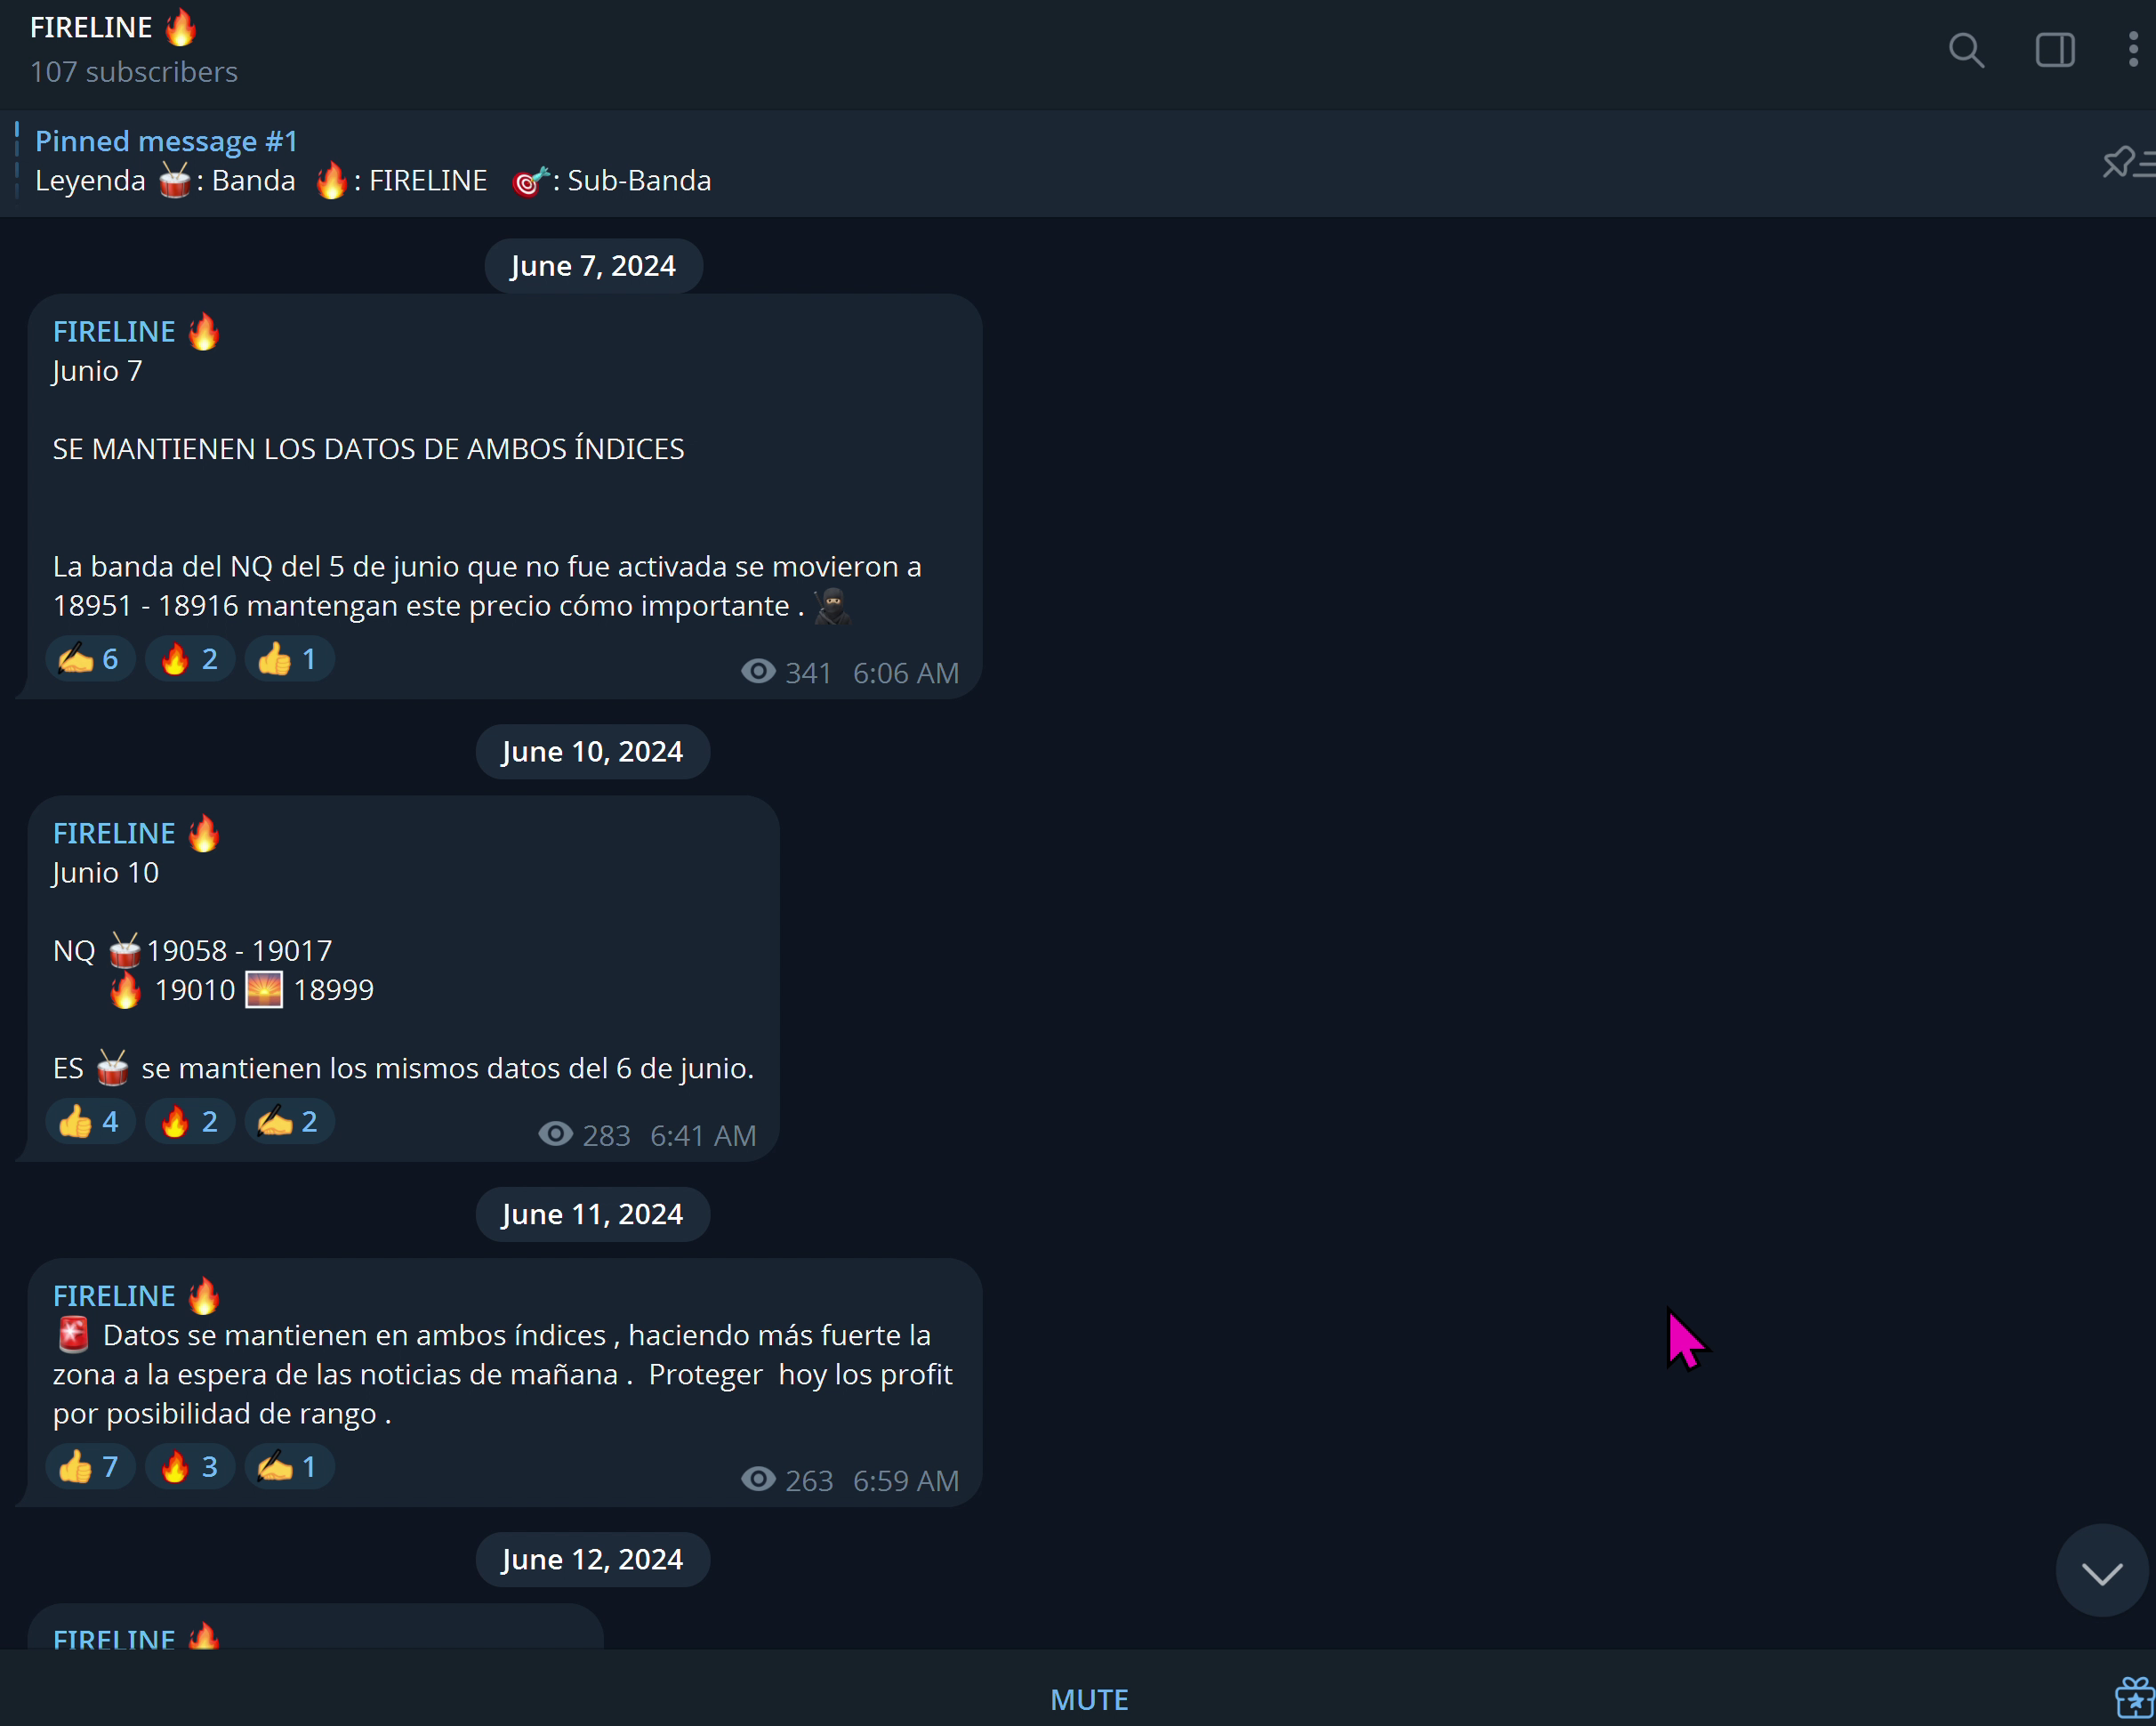 FIRELINE 🔥
107 subscribers
Pinned message #1
Leyenda 🥁: Banda 🔥: FIRELINE 🎯: Sub-Banda
June 7, 2024
FIRELINE 🔥
Junio 7
SE MANTIENEN LOS DATOS DE AMBOS ÍNDICES
La banda del NQ del 5 de junio que no fue activada se movieron a
18951 - 18916 mantengan este precio cómo importante . 🥷
✍ 6 🔥 2 👍 1
341 6:06 AM
June 10, 2024
FIRELINE 🔥
Junio 10
NQ 🥁19058 - 19017
🔥 19010 🌅 18999
ES 🥁 se mantienen los mismos datos del 6 de junio.
👍 4 🔥 2 ✍ 2
283 6:41 AM
June 11, 2024
FIRELINE 🔥
🚨 Datos se mantienen en ambos índices , haciendo más fuerte la
zona a la espera de las noticias de mañana . Proteger hoy los profit
por posibilidad de rango .
👍 7 🔥 3 ✍ 1
263 6:59 AM
June 12, 2024
FIRELINE 🔥
MUTE